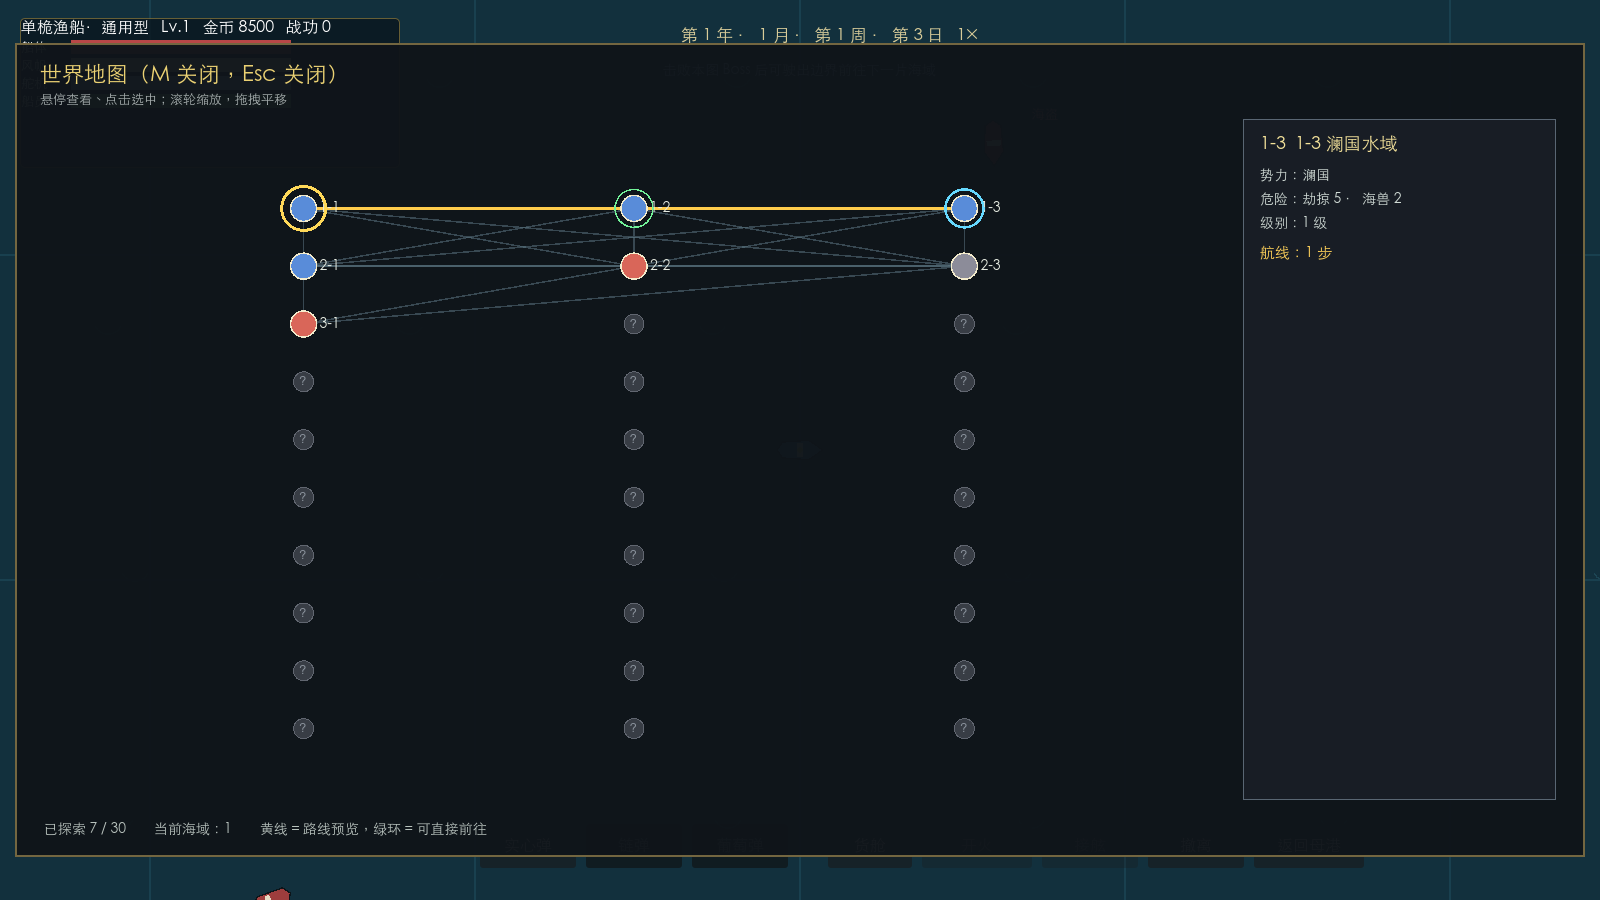 单桅渔船· 通用型 Lv.1 金币 8500 战功 0
第 1 年 · 1 月 · 第 1 周 · 第 3 日 1×
世界地图（M 关闭，Esc 关闭）
悬停查看、点击选中；滚轮缩放，拖拽平移
1-3 1-3 澜国水域
势力：澜国
危险：劫掠 5 · 海兽 2
级别：1 级
航线：1 步
1
-2
-3
2-1
2-2
2-3
3-1
? ?
? ? ?
? ? ?
? ? ?
? ? ?
? ? ?
? ? ?
? ? ?
已探索 7 / 30 当前海域：1 黄线 = 路线预览，绿环 = 可直接前往